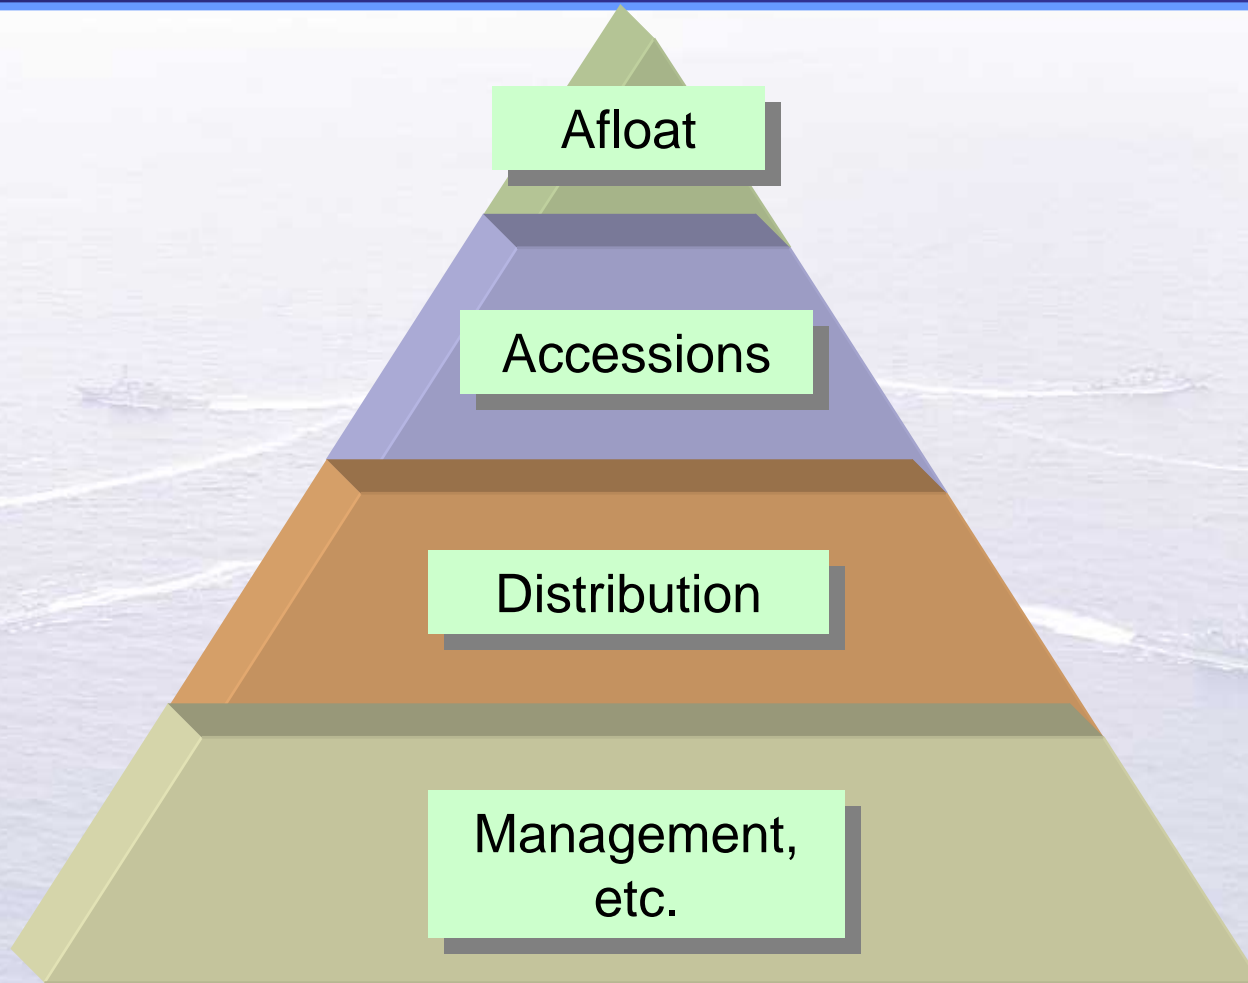 Afloat
Accessions
Distribution
Management,
etc.